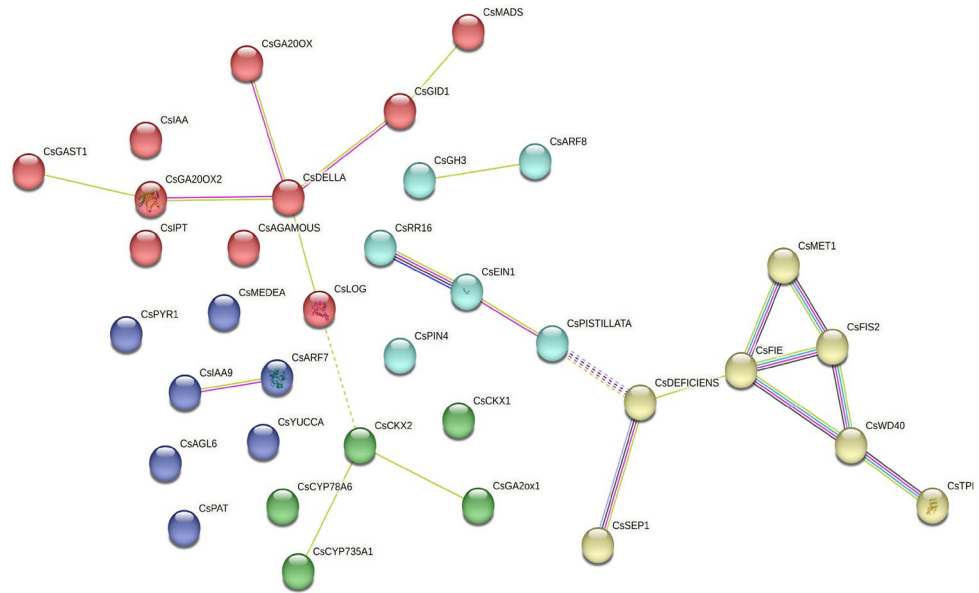 CsMADS
CsGA20OX
CsGID1
CsIAA
CsGAST1
CsGH3
CsARF8
CsGA20OX2
CsDELLA
CsIPT
CsAGAMOUS
CsRR16
CsEIN1
CsMET1
CsMEDEA
CsLOG
CsPYR1
CsPISTILLATA
CsFIS2
CsPIN4
CsFIE
CsARF7
CsIAA9
CsDEFICIENS
CsCKX1
CsYUCCA
CsCKX2
CsWD40
CsAGL6
CsCYP78A6
CsGA2ox1
CsTPI
CsPAT
CsSEP1
CsCYP735A1